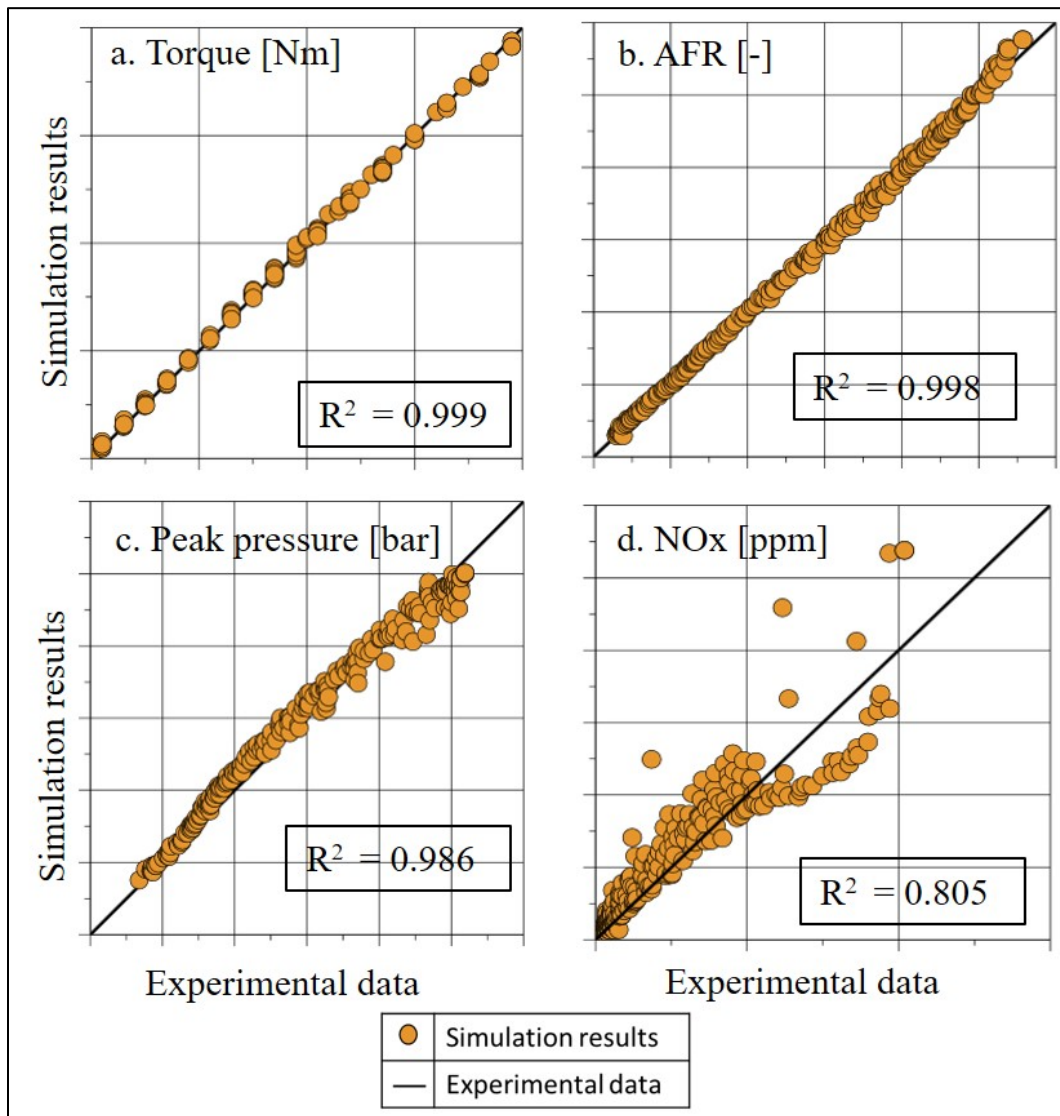 a. Torque [Nm]
b. AFR [-]
Simulation results
R² = 0.999
R² = 0.998
c. Peak pressure [bar]
d. NOx [ppm]
Simulation results
R² = 0.986
R² = 0.805
Experimental data
Experimental data
Simulation results
Experimental data